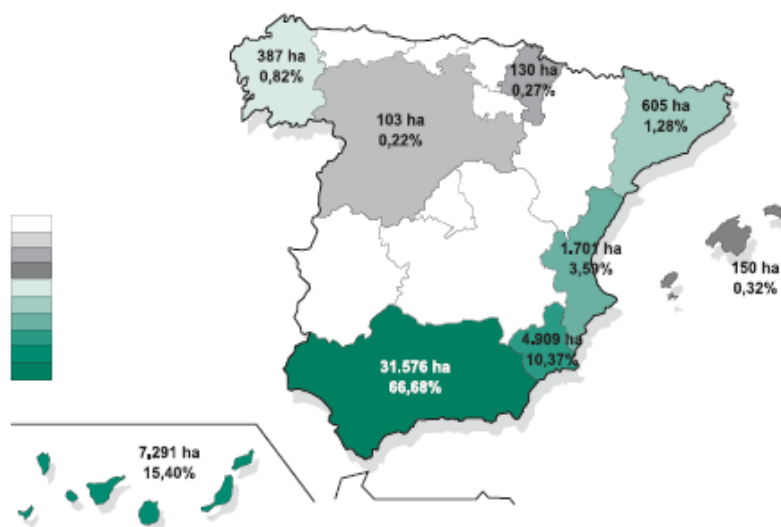 387 ha
0,82%
130 ha
0,27%
605 ha
1,28%
103 ha
0,22%
1.701 ha
3,59%
150 ha
0,32%
4.909 ha
10,37%
31.576 ha
66,68%
7.291 ha
15,40%